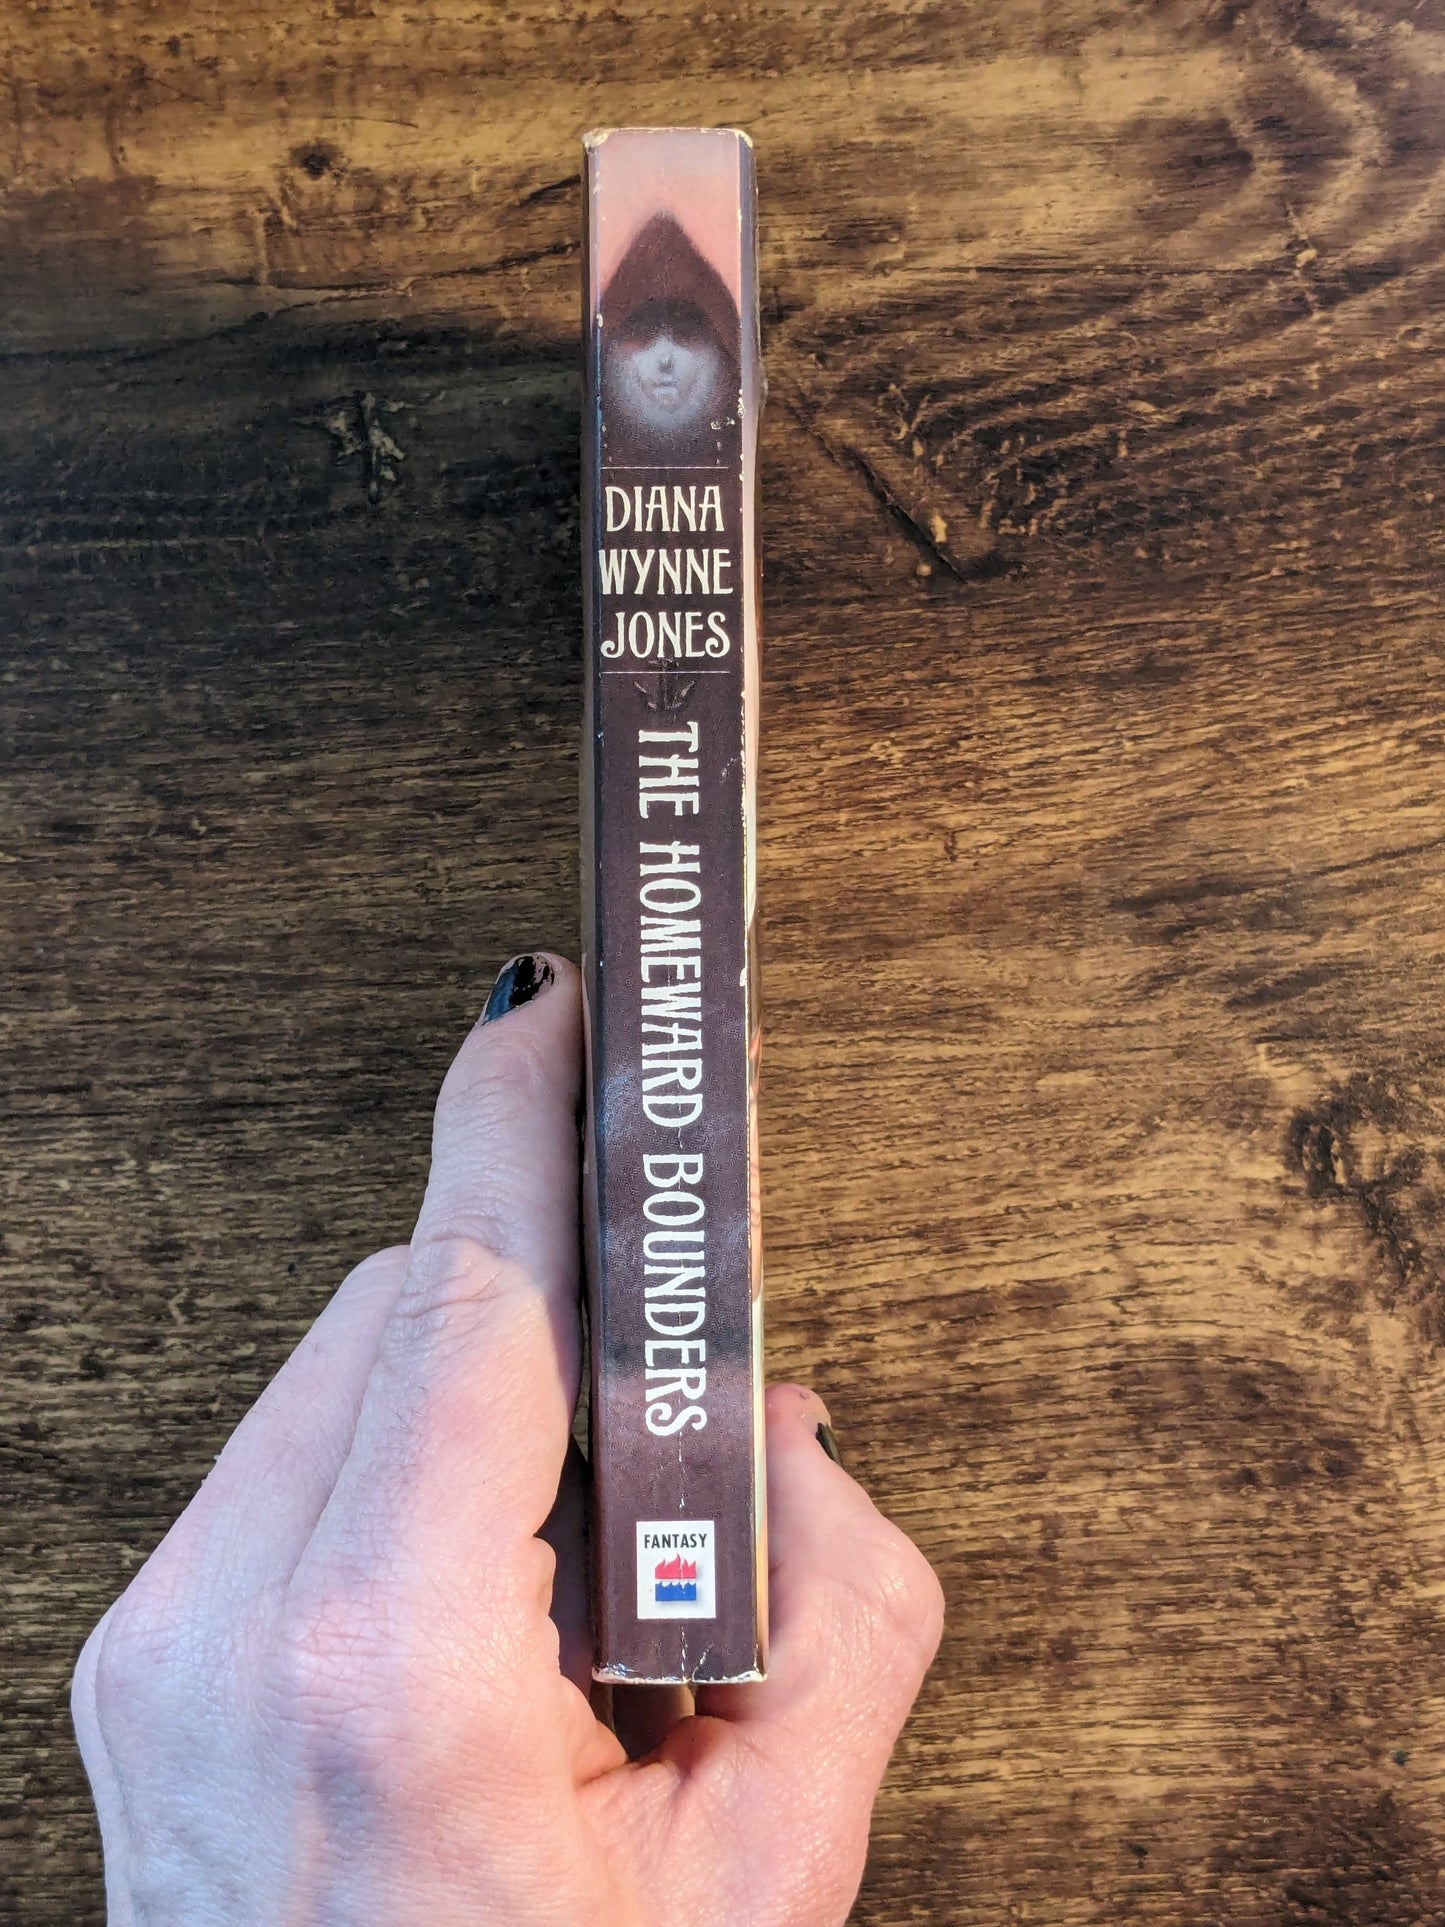 DIANA
WYNNE
JONES
THE HOMEWARD BOUNDERS
FANTASY